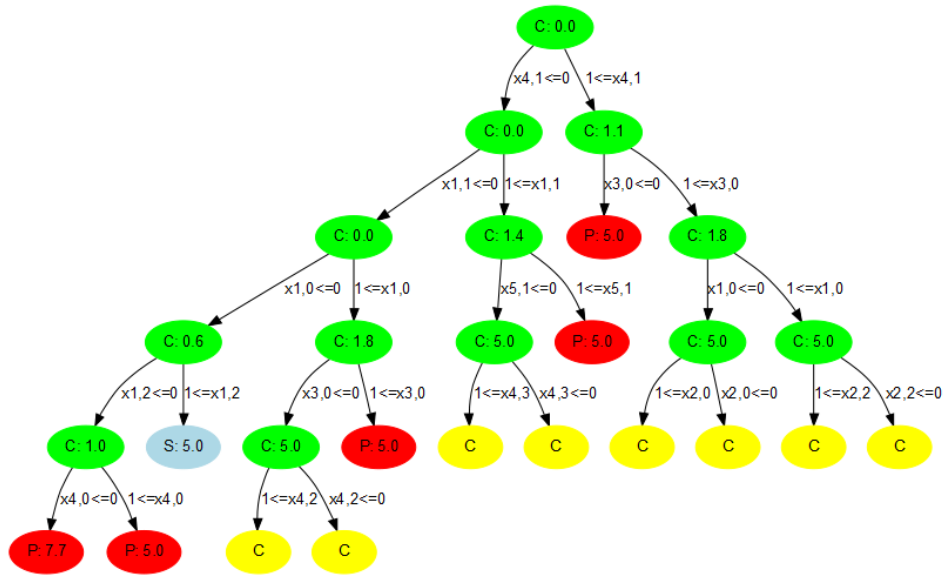 C: 0.0
x4,1<=0
1<=x4,1
C: 0.0
C: 1.1
x1,1<=0
1<=x1,1
x3,0<=0
1<=x3,0
C: 0.0
C: 1.4
P: 5.0
C: 1.8
x1,0<=0
1<=x1,0
x5,1<=0
1<=x5,1
x1,0<=0
1<=x1,0
C: 0.6
C: 1.8
C: 5.0
P: 5.0
C: 5.0
C: 5.0
x1,2<=0
1<=x1,2
x3,0<=0
1<=x3,0
1<=x4,3
x4,3<=0
1<=x2,0
x2,0<=0
1<=x2,2
x2,2<=0
C: 1.0
S: 5.0
C: 5.0
P: 5.0
C
C
C
C
C
C
x4,0<=0
1<=x4,0
1<=x4,2
x4,2<=0
P: 7.7
P: 5.0
C
C